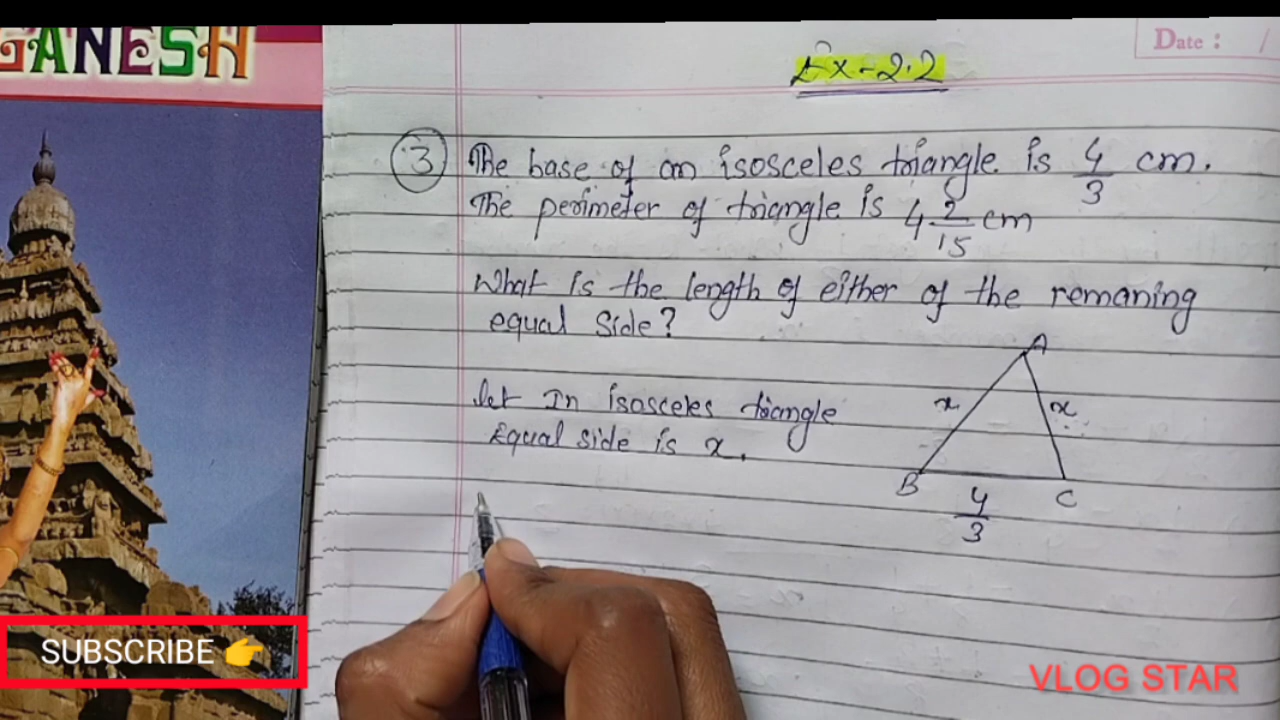 GANESH
Date : /
Ex-2.2
3 The base of an isosceles triangle is 4/3 cm.
The perimeter of triangle is 4 2/15 cm
What is the length of either of the remaning
equal side?
A
let In isosceles triangle
x x
Equal side is x.
B C
4/3
SUBSCRIBE 👉
VLOG STAR